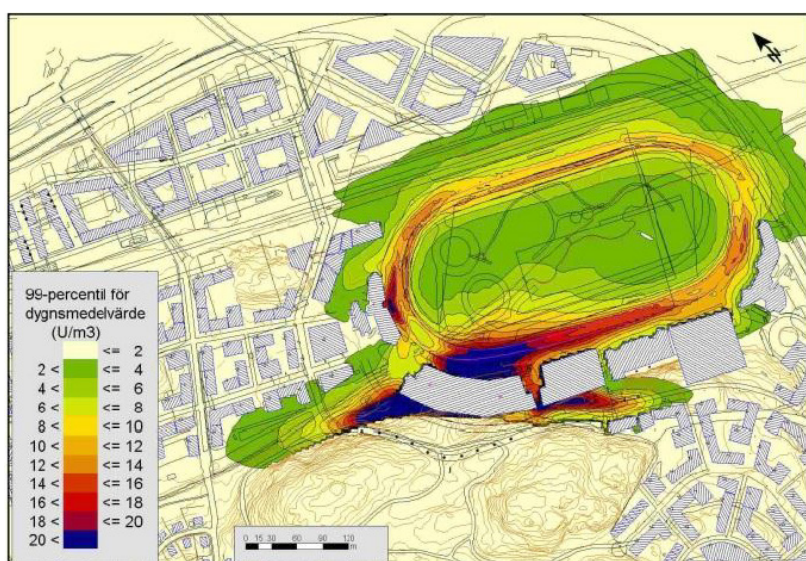 N
99-percentil för
dygnsmedelvärde
(U/m3)
<= 2
2 < <= 4
4 < <= 6
6 < <= 8
8 < <= 10
10 < <= 12
12 < <= 14
14 < <= 16
16 < <= 18
18 < <= 20
20 <
0 15 30 60 90 120
m